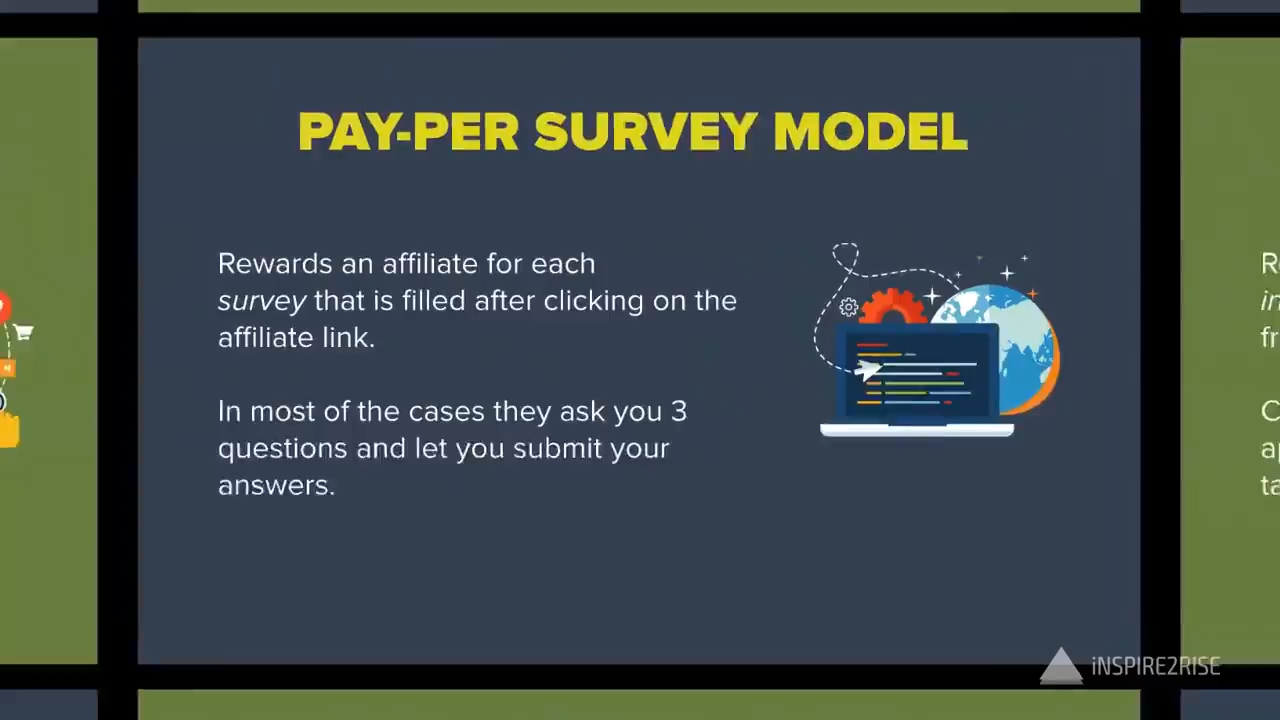 PAY-PER SURVEY MODEL
Rewards an affiliate for each
survey that is filled after clicking on the
affiliate link.
In most of the cases they ask you 3
questions and let you submit your
answers.
iNSPIRE2RISE